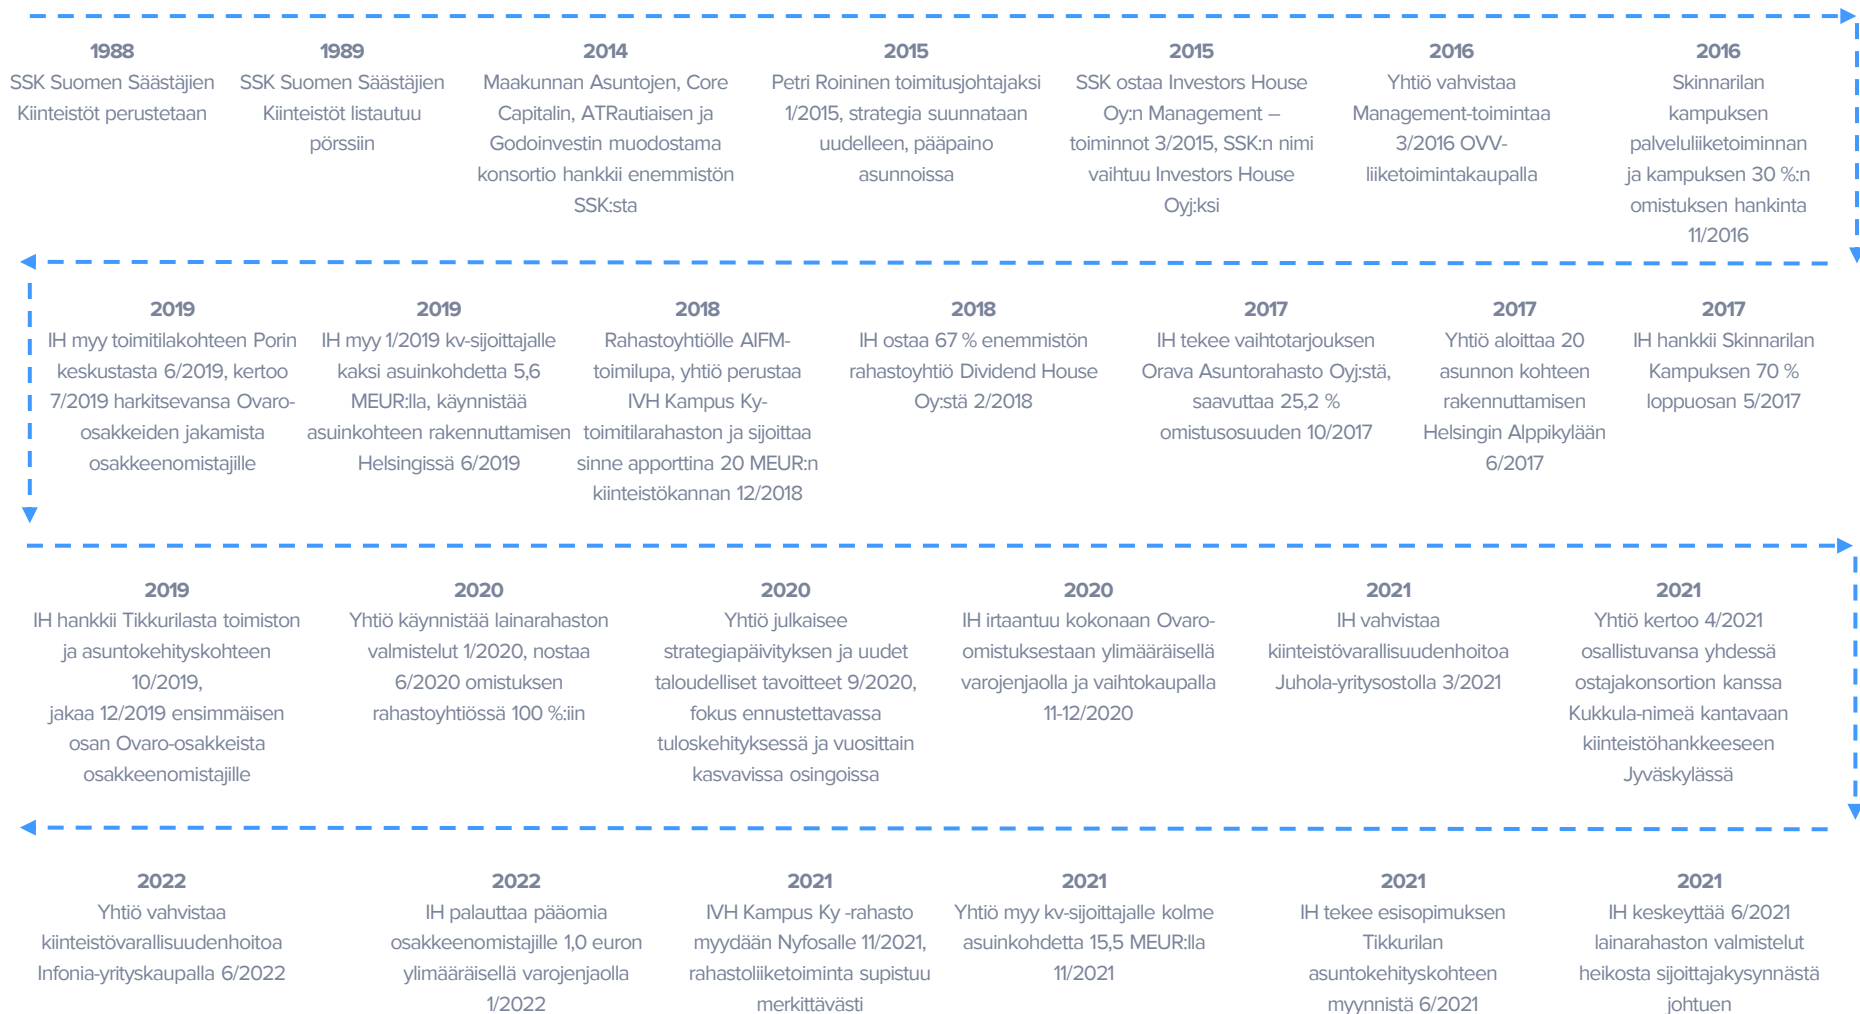 1988
SSK Suomen Säästäjien
Kiinteistöt perustetaan
1989
SSK Suomen Säästäjien
Kiinteistöt listautuu
pörssiin
2014
Maakunnan Asuntojen, Core
Capitalin, ATRautiaisen ja
Godoinvestin muodostama
konsortio hankkii enemmistön
SSK:sta
2015
Petri Roininen toimitusjohtajaksi
1/2015, strategia suunnataan
uudelleen, pääpaino
asunnoissa
2015
SSK ostaa Investors House
Oy:n Management –
toiminnot 3/2015, SSK:n nimi
vaihtuu Investors House
Oyj:ksi
2016
Yhtiö vahvistaa
Management-toimintaa
3/2016 OVV-
liiketoimintakaupalla
2016
Skinnarilan
kampuksen
palveluliiketoiminnan
ja kampuksen 30 %:n
omistuksen hankinta
11/2016
2019
IH myy toimitilakohteen Porin
keskustasta 6/2019, kertoo
7/2019 harkitsevansa Ovaro-
osakkeiden jakamista
osakkeenomistajille
2019
IH myy 1/2019 kv-sijoittajalle
kaksi asuinkohdetta 5,6
MEUR:lla, käynnistää
asuinkohteen rakennuttamisen
Helsingissä 6/2019
2018
Rahastoyhtiölle AIFM-
toimilupa, yhtiö perustaa
IVH Kampus Ky-
toimitilarahaston ja sijoittaa
sinne apporttina 20 MEUR:n
kiinteistökannan 12/2018
2018
IH ostaa 67 % enemmistön
rahastoyhtiö Dividend House
Oy:stä 2/2018
2017
IH tekee vaihtotarjouksen
Orava Asuntorahasto Oyj:stä,
saavuttaa 25,2 %
omistusosuuden 10/2017
2017
Yhtiö aloittaa 20
asunnon kohteen
rakennuttamisen
Helsingin Alppikylään
6/2017
2017
IH hankkii Skinnarilan
Kampuksen 70 %
loppuosan 5/2017
2019
IH hankkii Tikkurilasta toimiston
ja asuntokehityskohteen
10/2019,
jakaa 12/2019 ensimmäisen
osan Ovaro-osakkeista
osakkeenomistajille
2020
Yhtiö käynnistää lainarahaston
valmistelut 1/2020, nostaa
6/2020 omistuksen
rahastoyhtiössä 100 %:iin
2020
Yhtiö julkaisee
strategiapäivityksen ja uudet
taloudelliset tavoitteet 9/2020,
fokus ennustettavassa
tuloskehityksessä ja vuosittain
kasvavissa osingoissa
2020
IH irtaantuu kokonaan Ovaro-
omistuksestaan ylimääräisellä
varojenjaolla ja vaihtokaupalla
11-12/2020
2021
IH vahvistaa
kiinteistövarallisuudenhoitoa
Juhola-yritysostolla 3/2021
2021
Yhtiö kertoo 4/2021
osallistuvansa yhdessä
ostajakonsortion kanssa
Kukkula-nimeä kantavaan
kiinteistöhankkeeseen
Jyväskylässä
2022
Yhtiö vahvistaa
kiinteistövarallisuudenhoitoa
Infonia-yrityskaupalla 6/2022
2022
IH palauttaa pääomia
osakkeenomistajille 1,0 euron
ylimääräisellä varojenjaolla
1/2022
2021
IVH Kampus Ky -rahasto
myydään Nyfosalle 11/2021,
rahastoliiketoiminta supistuu
merkittävästi
2021
Yhtiö myy kv-sijoittajalle kolme
asuinkohdetta 15,5 MEUR:lla
11/2021
2021
IH tekee esisopimuksen
Tikkurilan
asuntokehityskohteen
myynnistä 6/2021
2021
IH keskeyttää 6/2021
lainarahaston valmistelut
heikosta sijoittajakysynnästä
johtuen